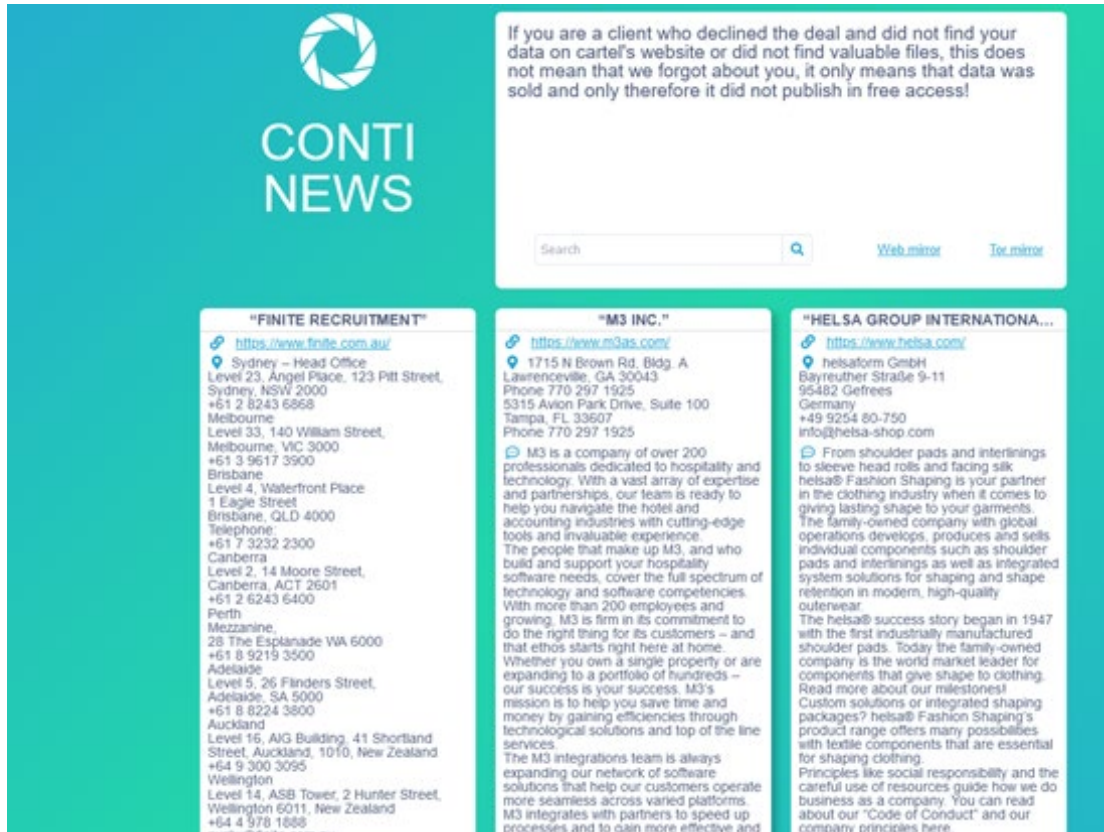 CONTI
NEWS
If you are a client who declined the deal and did not find your
data on cartel's website or did not find valuable files, this does
not mean that we forgot about you, it only means that data was
sold and only therefore it did not publish in free access!
Search
Web mirror
Tor mirror
"FINITE RECRUITMENT"
https://www.finite.com.au/
Sydney – Head Office
Level 23, Angel Place, 123 Pitt Street,
Sydney, NSW 2000
+61 2 8243 6868
Melbourne
Level 33, 140 William Street,
Melbourne, VIC 3000
+61 3 9617 3900
Brisbane
Level 4, Waterfront Place
1 Eagle Street
Brisbane, QLD 4000
Telephone:
+61 7 3232 2300
Canberra
Level 2, 14 Moore Street,
Canberra, ACT 2601
+61 2 6243 6400
Perth
Mezzanine,
28 The Esplanade WA 6000
+61 8 9219 3500
Adelaide
Level 5, 26 Flinders Street,
Adelaide, SA 5000
+61 8 8224 3800
Auckland
Level 16, AIG Building, 41 Shortland
Street, Auckland, 1010, New Zealand
+64 9 300 3095
Wellington
Level 14, ASB Tower, 2 Hunter Street,
Wellington 6011, New Zealand
+64 4 978 1888
"M3 INC."
https://www.m3as.com/
1715 N Brown Rd, Bldg. A
Lawrenceville, GA 30043
Phone 770 297 1925
5315 Avion Park Drive, Suite 100
Tampa, FL 33607
Phone 770 297 1925
M3 is a company of over 200
professionals dedicated to hospitality and
technology. With a vast array of expertise
and partnerships, our team is ready to
help you navigate the hotel and
accounting industries with cutting-edge
tools and invaluable experience.
The people that make up M3, and who
build and support your hospitality
software needs, cover the full spectrum of
technology and software competencies.
With more than 200 employees and
growing, M3 is firm in its commitment to
do the right thing for its customers – and
that ethos starts right here at home.
Whether you own a single property or are
expanding to a portfolio of hundreds –
our success is your success. M3's
mission is to help you save time and
money by gaining efficiencies through
technological solutions and top of the line
services.
The M3 integrations team is always
expanding our network of software
solutions that help our customers operate
more seamless across varied platforms.
M3 integrates with partners to speed up
processes and to gain more effective and
"HELSA GROUP INTERNATIONA...
https://www.helsa.com/
helsaform GmbH
Bayreuther Straße 9-11
95482 Gefrees
Germany
+49 9254 80-750
info@helsa-shop.com
From shoulder pads and interlinings
to sleeve head rolls and facing silk
helsa® Fashion Shaping is your partner
in the clothing industry when it comes to
giving lasting shape to your garments.
The family-owned company with global
operations develops, produces and sells
individual components such as shoulder
pads and interlinings as well as integrated
system solutions for shaping and shape
retention in modern, high-quality
outerwear.
The helsa® success story began in 1947
with the first industrially manufactured
shoulder pads. Today the family-owned
company is the world market leader for
components that give shape to clothing.
Read more about our milestones!
Custom solutions or integrated shaping
packages? helsa® Fashion Shaping's
product range offers many possibilities
with textile components that are essential
for shaping clothing.
Principles like social responsibility and the
careful use of resources guide how we do
business as a company. You can read
about our "Code of Conduct" and our
company principles here.